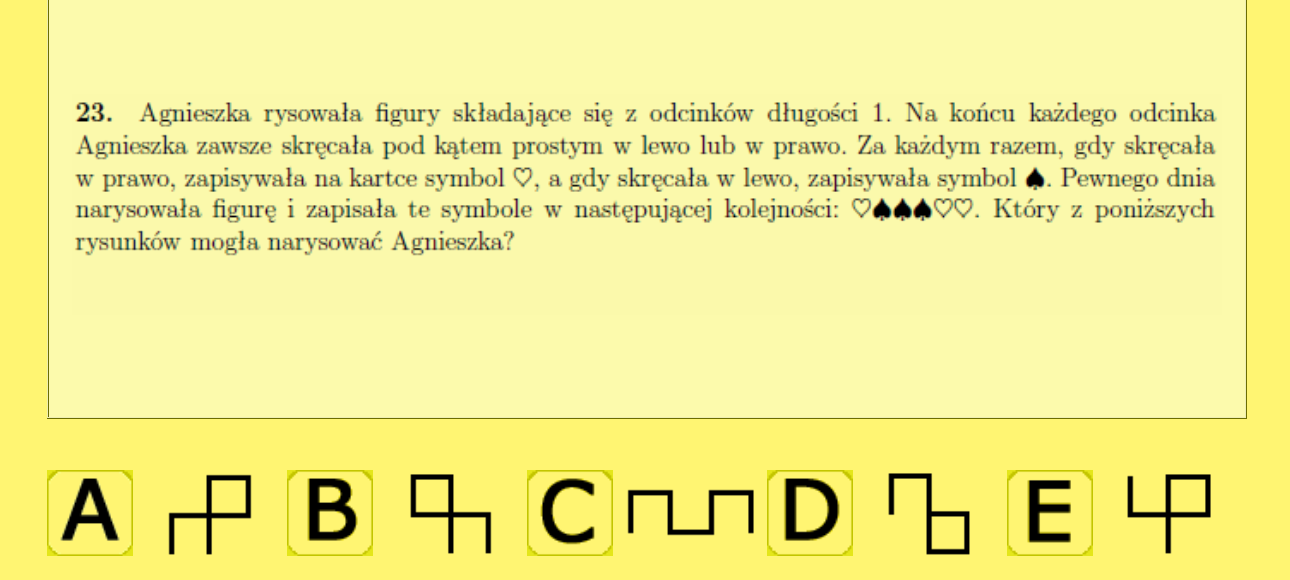 23. Agnieszka rysowała figury składające się z odcinków długości 1. Na końcu każdego odcinka
Agnieszka zawsze skręcała pod kątem prostym w lewo lub w prawo. Za każdym razem, gdy skręcała
w prawo, zapisywała na kartce symbol ♡, a gdy skręcała w lewo, zapisywała symbol ♠. Pewnego dnia
narysowała figurę i zapisała te symbole w następującej kolejności: ♡♠♠♠♡♡. Który z poniższych
rysunków mogła narysować Agnieszka?
A B C D E